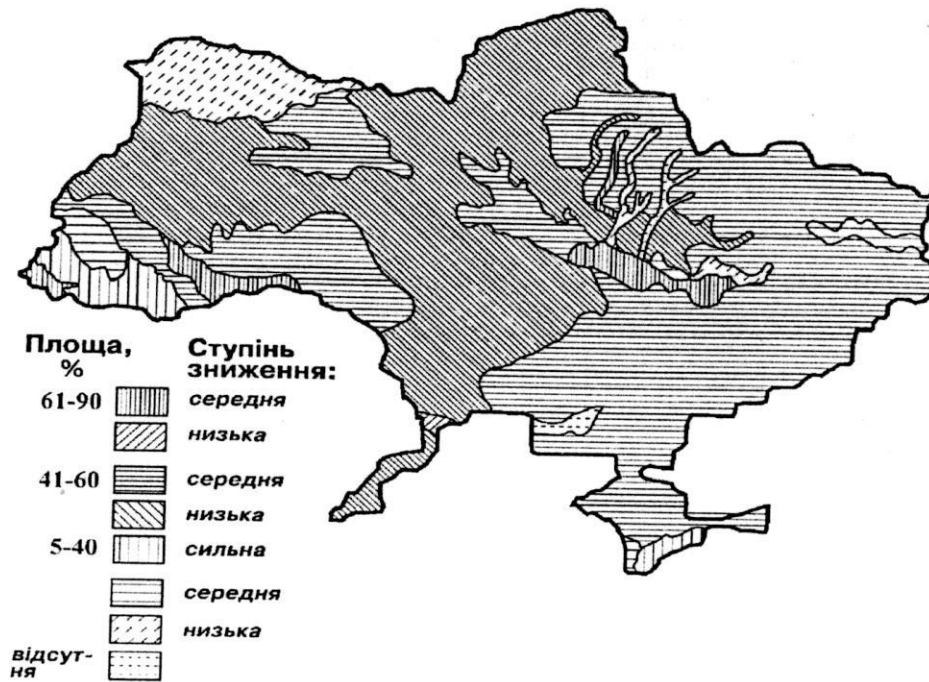 Площа, %
Ступінь зниження:
61-90 середня
низька
41-60 середня
низька
5-40 сильна
середня
низька
відсут-
ня